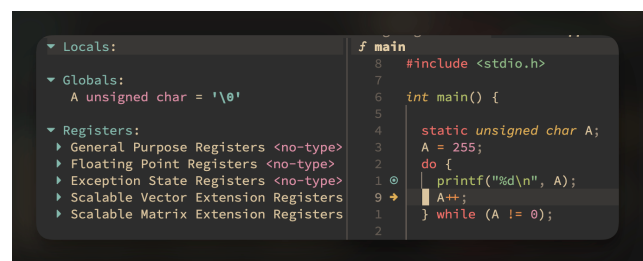 ▼ Locals:
▼ Globals:
A unsigned char = '\0'
▼ Registers:
▶ General Purpose Registers <no-type>
▶ Floating Point Registers <no-type>
▶ Exception State Registers <no-type>
▶ Scalable Vector Extension Registers
▶ Scalable Matrix Extension Registers
ƒ main
8 #include <stdio.h>
7
6 int main() {
5
4 static unsigned char A;
3 A = 255;
2 do {
1 printf("%d\n", A);
9 → A++;
1 } while (A != 0);
2